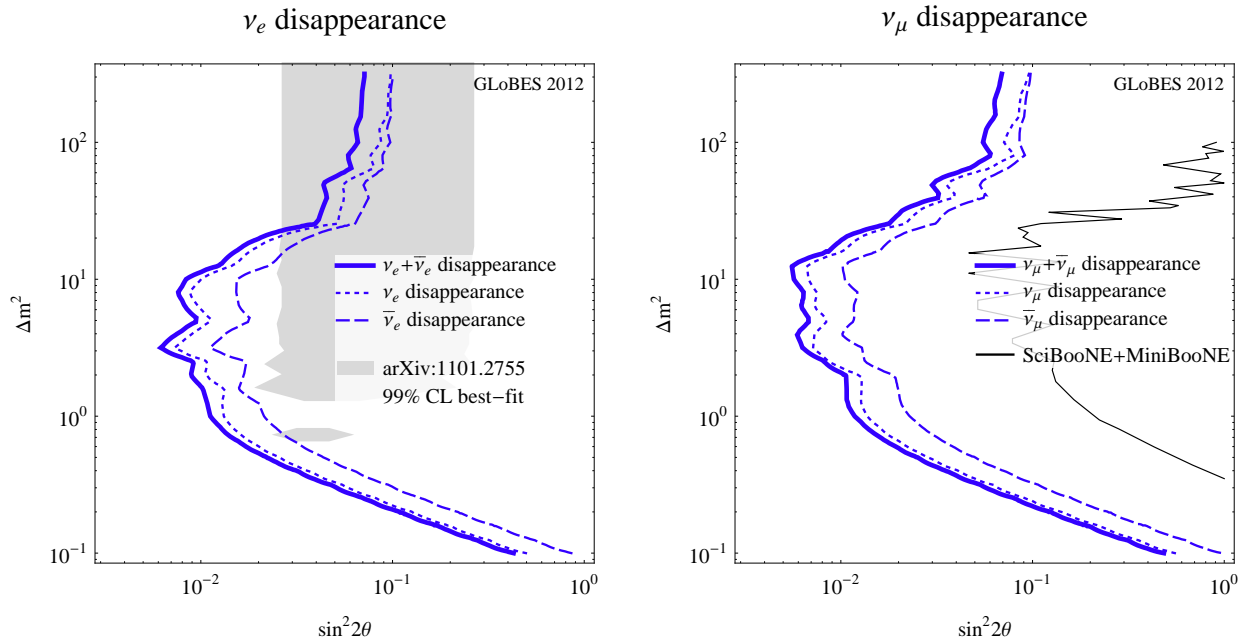 νe disappearance
GLoBES 2012
10²
10¹
10⁰
10⁻¹
Δm²
νe+ν̄e disappearance
νe disappearance
ν̄e disappearance
arXiv:1101.2755
99% CL best−fit
10⁻²
10⁻¹
10⁰
sin²2θ
νμ disappearance
GLoBES 2012
10²
10¹
10⁰
10⁻¹
Δm²
νμ+ν̄μ disappearance
νμ disappearance
ν̄μ disappearance
SciBooNE+MiniBooNE
10⁻²
10⁻¹
10⁰
sin²2θ